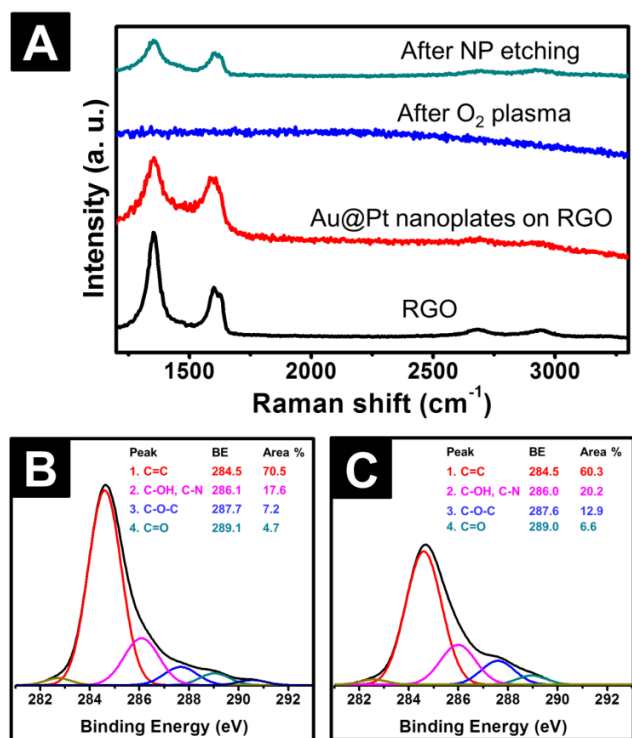 A
After NP etching
After O₂ plasma
Au@Pt nanoplates on RGO
RGO
Intensity (a. u.)
1500 2000 2500 3000
Raman shift (cm⁻¹)
B
Peak BE Area %
1. C=C 284.5 70.5
2. C-OH, C-N 286.1 17.6
3. C-O-C 287.7 7.2
4. C=O 289.1 4.7
282 284 286 288 290 292
Binding Energy (eV)
C
Peak BE Area %
1. C=C 284.5 60.3
2. C-OH, C-N 286.0 20.2
3. C-O-C 287.6 12.9
4. C=O 289.0 6.6
282 284 286 288 290 292
Binding Energy (eV)